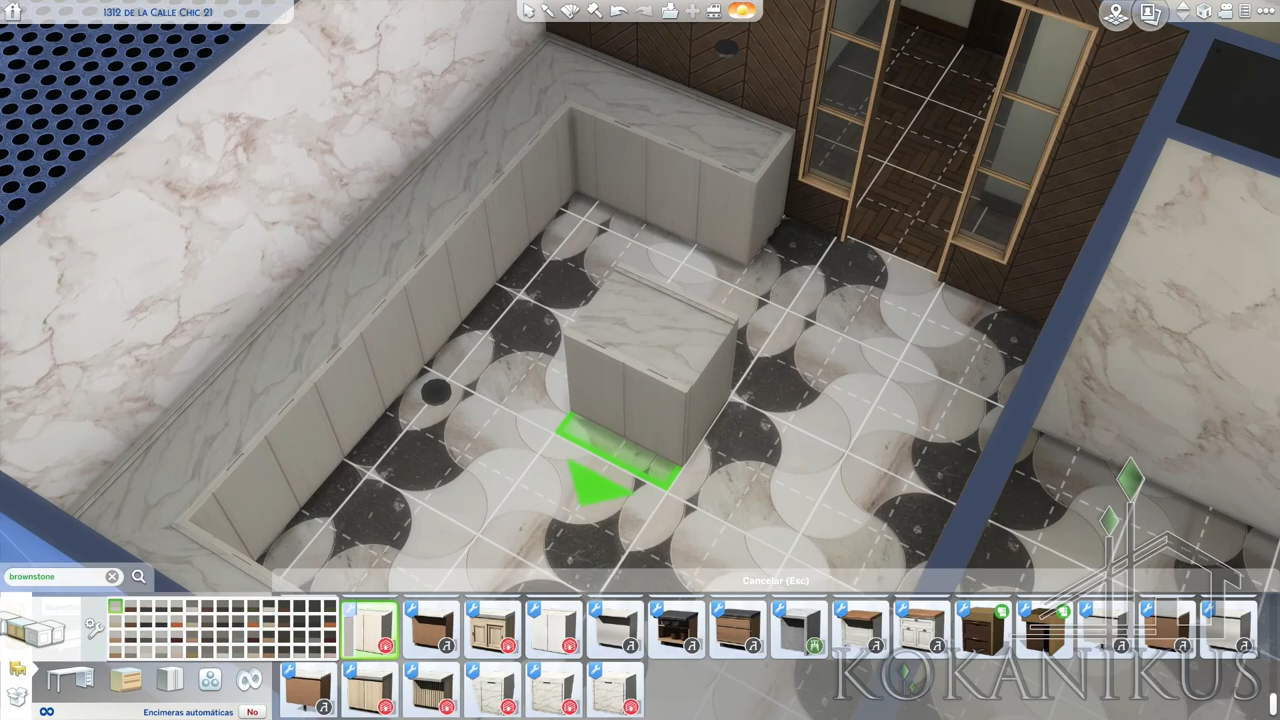 1312 DE LA CALLE CHIC 21
Cancelar (Esc)
brownstone
Encimeras automáticas
No
KOKANIKUS